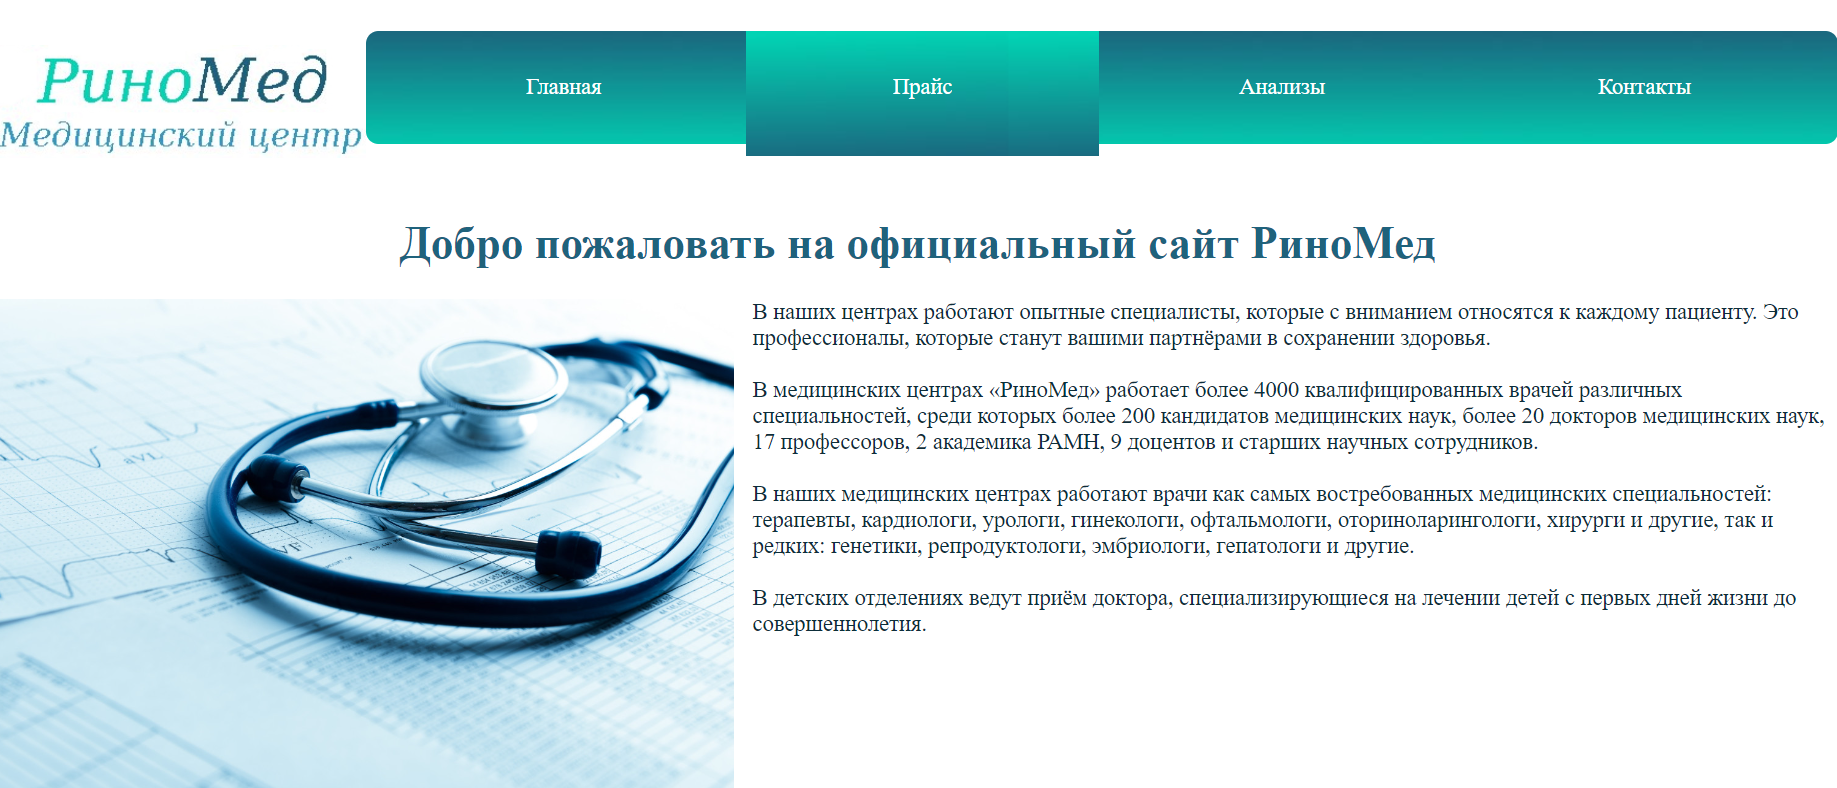 РиноМед
Медицинский центр
Главная
Прайс
Анализы
Контакты
Добро пожаловать на официальный сайт РиноМед
В наших центрах работают опытные специалисты, которые с вниманием относятся к каждому пациенту. Это
профессионалы, которые станут вашими партнёрами в сохранении здоровья.
В медицинских центрах «РиноМед» работает более 4000 квалифицированных врачей различных
специальностей, среди которых более 200 кандидатов медицинских наук, более 20 докторов медицинских наук,
17 профессоров, 2 академика РАМН, 9 доцентов и старших научных сотрудников.
В наших медицинских центрах работают врачи как самых востребованных медицинских специальностей:
терапевты, кардиологи, урологи, гинекологи, офтальмологи, оториноларингологи, хирурги и другие, так и
редких: генетики, репродуктологи, эмбриологи, гепатологи и другие.
В детских отделениях ведут приём доктора, специализирующиеся на лечении детей с первых дней жизни до
совершеннолетия.
aVL